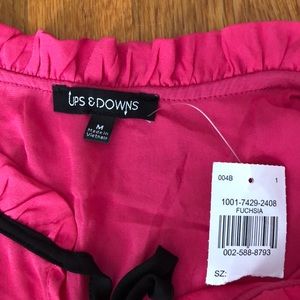 UPS & DOWNS
M
Made in
Vietnam
004B 1
1001-7429-2408
FUCHSIA
002-588-8793
SZ: